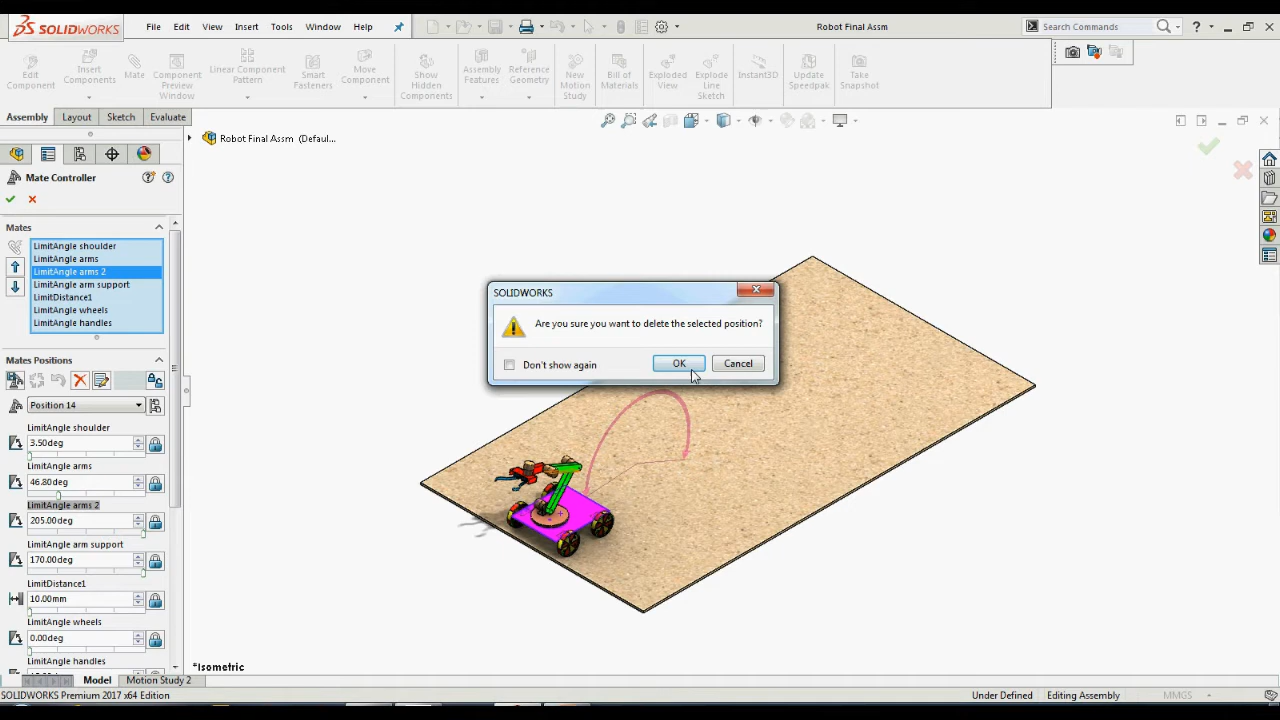 SOLIDWORKS File Edit View Insert Tools Window Help Robot Final Assm Search Commands ?
Edit Component
Insert Components
Mate
Component Preview Window
Linear Component Pattern
Smart Fasteners
Move Component
Show Hidden Components
Assembly Features
Reference Geometry
New Motion Study
Bill of Materials
Exploded View
Explode Line Sketch
Instant3D
Update Speedpak
Take Snapshot
Assembly Layout Sketch Evaluate
Robot Final Assm (Defaul...
Mate Controller
Mates
LimitAngle shoulder
LimitAngle arms
LimitAngle arms 2
LimitAngle arm support
LimitDistance1
LimitAngle wheels
LimitAngle handles
SOLIDWORKS
Are you sure you want to delete the selected position?
Don't show again
OK
Cancel
Mates Positions
Position 14
LimitAngle shoulder
3.50deg
LimitAngle arms
46.80deg
LimitAngle arms 2
205.00deg
LimitAngle arm support
170.00deg
LimitDistance1
10.00mm
LimitAngle wheels
0.00deg
LimitAngle handles
*Isometric
Model Motion Study 2
SOLIDWORKS Premium 2017 x64 Edition Under Defined Editing Assembly MMGS